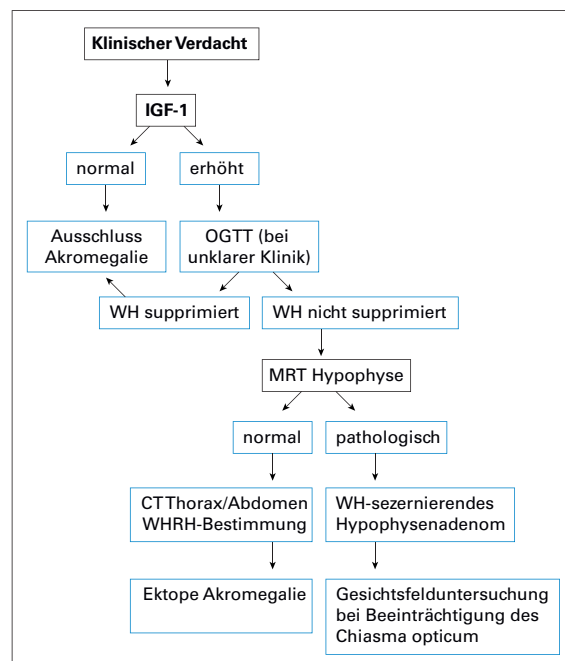 Klinischer Verdacht
IGF-1
normal
erhöht
Ausschluss
Akromegalie
OGTT (bei
unklarer Klinik)
WH supprimiert
WH nicht supprimiert
MRT Hypophyse
normal
pathologisch
CT Thorax/Abdomen
WHRH-Bestimmung
WH-sezernierendes
Hypophysenadenom
Ektope Akromegalie
Gesichtsfelduntersuchung
bei Beeinträchtigung des
Chiasma opticum